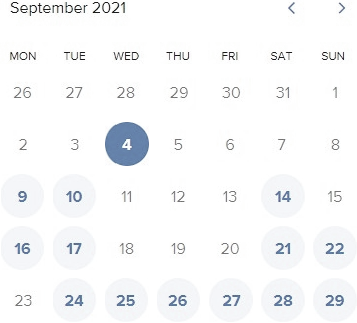 September 2021
MON TUE WED THU FRI SAT SUN
26 27 28 29 30 31 1
2 3 4 5 6 7 8
9 10 11 12 13 14 15
16 17 18 19 20 21 22
23 24 25 26 27 28 29